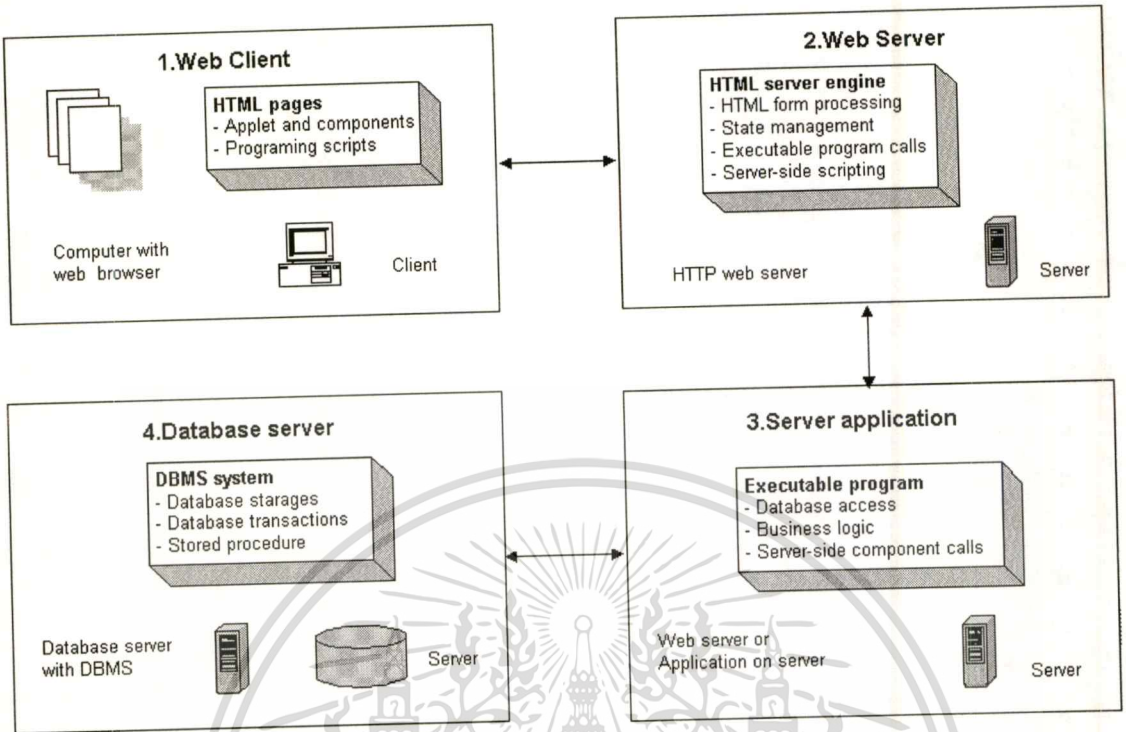 1.Web Client
HTML pages
- Applet and components
- Programing scripts
Computer with
web browser
Client
2.Web Server
HTML server engine
- HTML form processing
- State management
- Executable program calls
- Server-side scripting
HTTP web server
Server
4.Database server
DBMS system
- Database starages
- Database transactions
- Stored procedure
Database server
with DBMS
Server
3.Server application
Executable program
- Database access
- Business logic
- Server-side component calls
Web server or
Application on server
Server